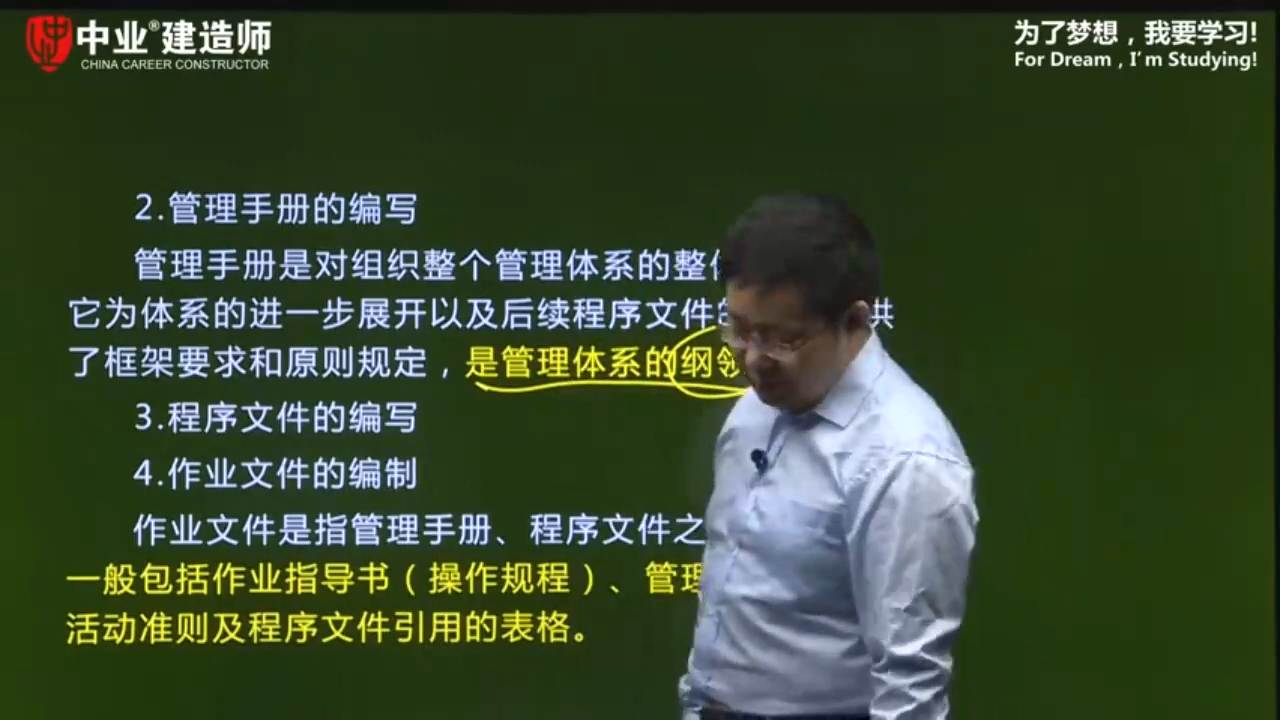 中业®建造师
CHINA CAREER CONSTRUCTOR
为了梦想，我要学习！
For Dream , I'm Studying!
2.管理手册的编写
管理手册是对组织整个管理体系的整
它为体系的进一步展开以及后续程序文件 供
了框架要求和原则规定，是管理体系的纲
3.程序文件的编写
4.作业文件的编制
作业文件是指管理手册、程序文件之
一般包括作业指导书（操作规程）、管理
活动准则及程序文件引用的表格。